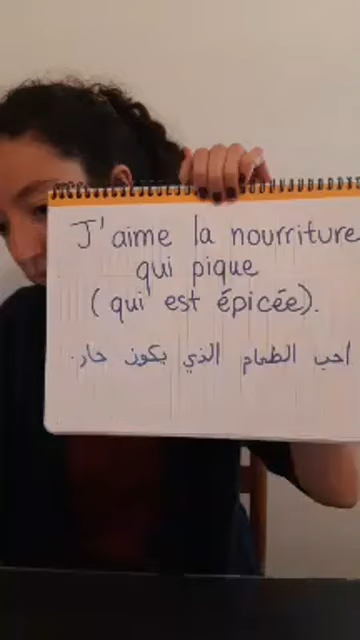 J'aime la nourriture
qui pique
(qui est épicée).
احب الطعام الذي يكون حار.